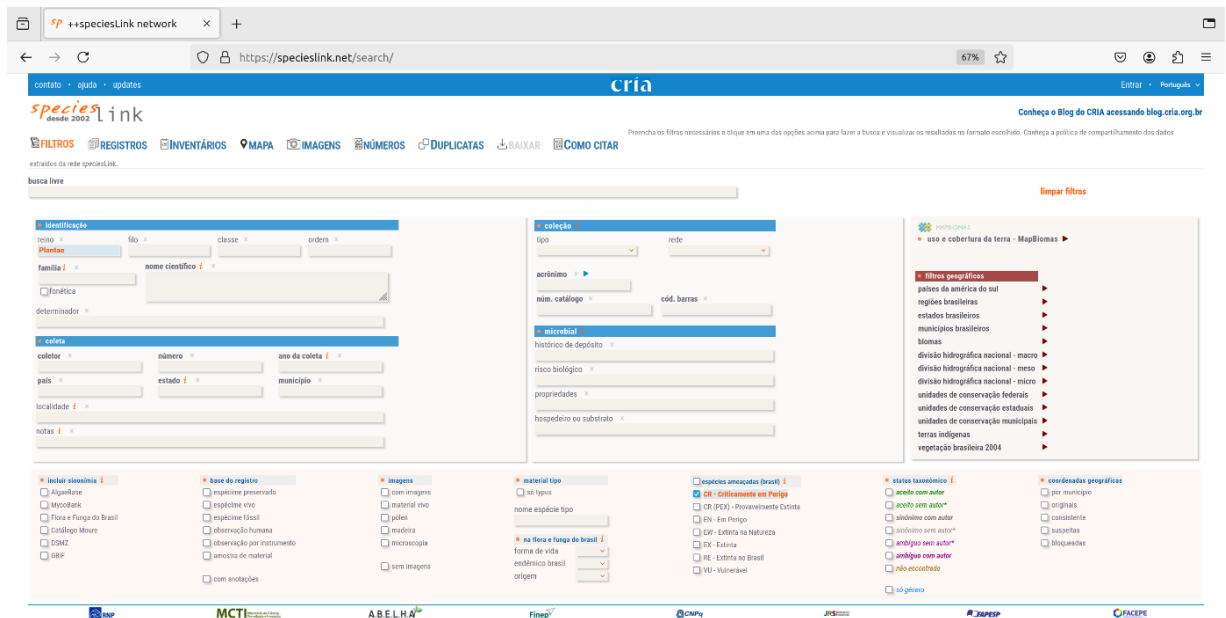 sp ++speciesLink network × +
https://specieslink.net/search/ 67%
contato • ajuda • updates cria Entrar • Português
species Link
desde 2002
Conheça o Blog do CRIA acessando blog.cria.org.br
FILTROS REGISTROS INVENTÁRIOS MAPA IMAGENS NÚMEROS DUPLICATAS BAIXAR COMO CITAR
Preencha os filtros necessários e clique em uma das opções acima para fazer a busca e visualizar os resultados no formato escolhido. Conheça a política de compartilhamento dos dados
extraídos da rede speciesLink.
busca livre
limpar filtros
identificação
reino × filo × classe × ordem ×
Plantae
família i × nome científico i ×
fonética
determinador ×
coleta
coletor × número × ano da coleta i ×
país × estado i × município ×
localidade i ×
notas i ×
coleção i
tipo rede
acrônimo ×
núm. catálogo × cód. barras ×
microbial i
histórico de depósito ×
risco biológico ×
propriedades ×
hospedeiro ou substrato ×
MAPBIOMAS
uso e cobertura da terra - MapBiomas
filtros geográficos
países da américa do sul
regiões brasileiras
estados brasileiros
municípios brasileiros
biomas
divisão hidrográfica nacional - macro
divisão hidrográfica nacional - meso
divisão hidrográfica nacional - micro
unidades de conservação federais
unidades de conservação estaduais
unidades de conservação municipais
terras indígenas
vegetação brasileira 2004
incluir sinonímia i
AlgaeBase
MycoBank
Flora e Funga do Brasil
Catálogo Moure
DSMZ
GBIF
base do registro
espécime preservado
espécime vivo
espécime fóssil
observação humana
observação por instrumento
amostra de material
com anotações
imagens
com imagens
material vivo
pólen
madeira
microscopia
sem imagens
material tipo
só typus
nome espécie tipo
na flora e funga do brasil i
forma de vida
endêmico brasil
origem
espécies ameaçadas (brasil) i
CR - Criticamente em Perigo
CR (PEX) - Provavelmente Extinta
EN - Em Perigo
EW - Extinta na Natureza
EX - Extinta
RE - Extinta no Brasil
VU - Vulnerável
status taxonômico i
aceito com autor
aceito sem autor*
sinônimo com autor
sinônimo sem autor*
ambíguo sem autor*
ambíguo com autor
não encontrado
só gênero
coordenadas geográficas
por município
originais
consistente
suspeitas
bloqueadas
RNP MCTI A.B.E.L.H.A Finep CNPq JRS FAPESP FACEPE